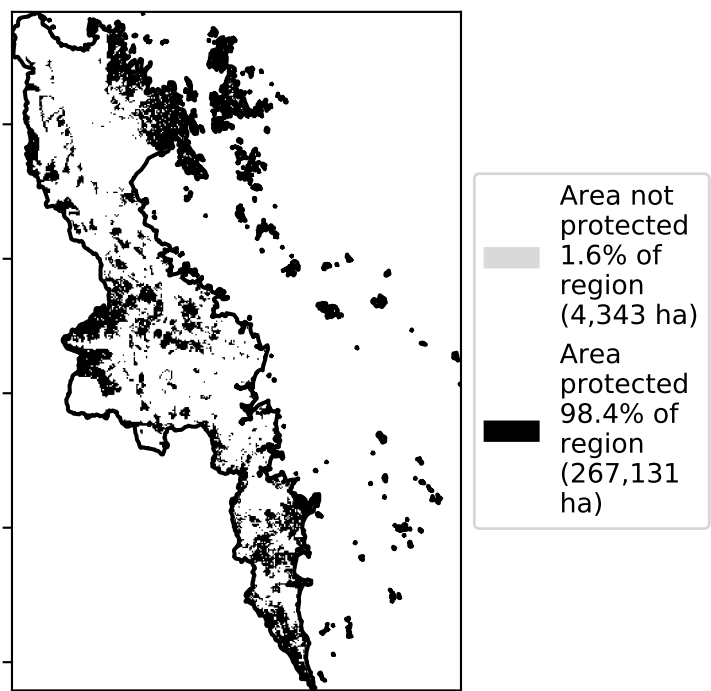 Area not
protected
1.6% of
region
(4,343 ha)
Area
protected
98.4% of
region
(267,131
ha)